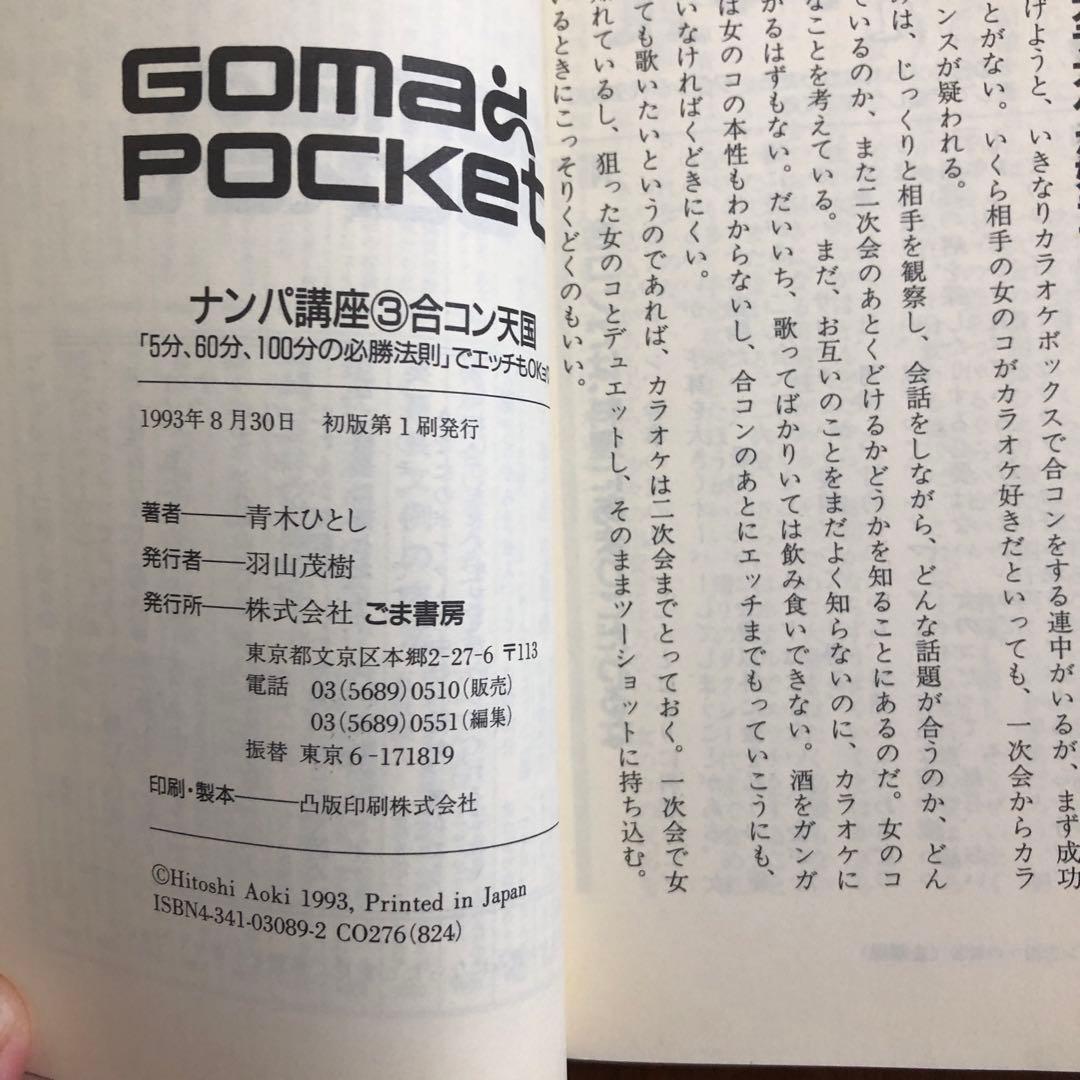 GOMA'S
POCKET
ナンパ講座③合コン天国
「5分、60分、100分の必勝法則」でエッチもOK
1993年8月30日　初版第1刷発行
著者――青木ひとし
発行者――羽山茂樹
発行所――株式会社 ごま書房
東京都文京区本郷2-27-6 〒113
電話　03(5689)0510(販売)
03(5689)0551(編集)
振替 東京6-171819
印刷・製本――凸版印刷株式会社
©Hitoshi Aoki 1993, Printed in Japan
ISBN4-341-03089-2 CO276(824)
げようと、いきなりカラオケボックスで合コンをする連中がいるが、まず成功
とがない。いくら相手の女のコがカラオケ好きだといっても、一次会からカラ
ンスが疑われる。
みは、じっくりと相手を観察し、会話をしながら、どんな話題が合うのか、どん
ているのか、また二次会のあとくどけるかどうかを知ることにあるのだ。女のコ
なことを考えている。まだ、お互いのことをまだよく知らないのに、カラオケに
がるはずもない。だいいち、歌ってばかりいては飲み食いできない。酒をガンガ
は女のコの本性もわからないし、合コンのあとにエッチまでもっていこうにも、
いなければくどきにくい。
ても歌いたいというのであれば、カラオケは二次会までとっておく。一次会で女
れているし、狙った女のコとデュエットし、そのままツーショットに持ち込む。
いるときにこっそりくどくのもいい。